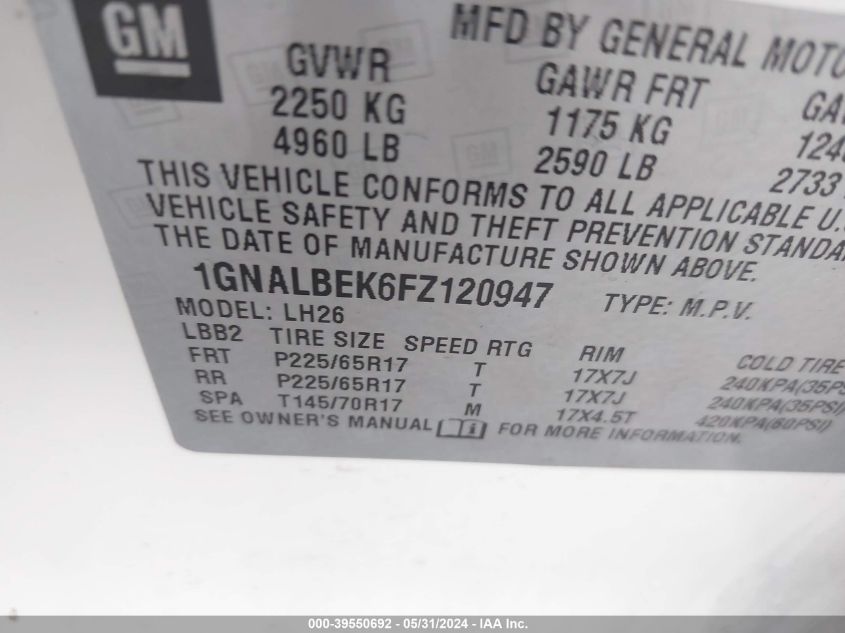 GM
MFD BY GENERAL MOTO
GVWR GAWR FRT GA
2250 KG 1175 KG 124
4960 LB 2590 LB 2733
THIS VEHICLE CONFORMS TO ALL APPLICABLE U.
VEHICLE SAFETY AND THEFT PREVENTION STANDA
THE DATE OF MANUFACTURE SHOWN ABOVE.
1GNALBEK6FZ120947 TYPE: M.P.V.
MODEL: LH26
LBB2 TIRE SIZE SPEED RTG RIM COLD TIRE
FRT P225/65R17 T 17X7J 240KPA(35PS
RR P225/65R17 T 17X7J 240KPA(35PSI)
SPA T145/70R17 M 17X4.5T 420KPA(60PSI)
SEE OWNER'S MANUAL FOR MORE INFORMATION.
000-39550692 - 05/31/2024 - IAA Inc.